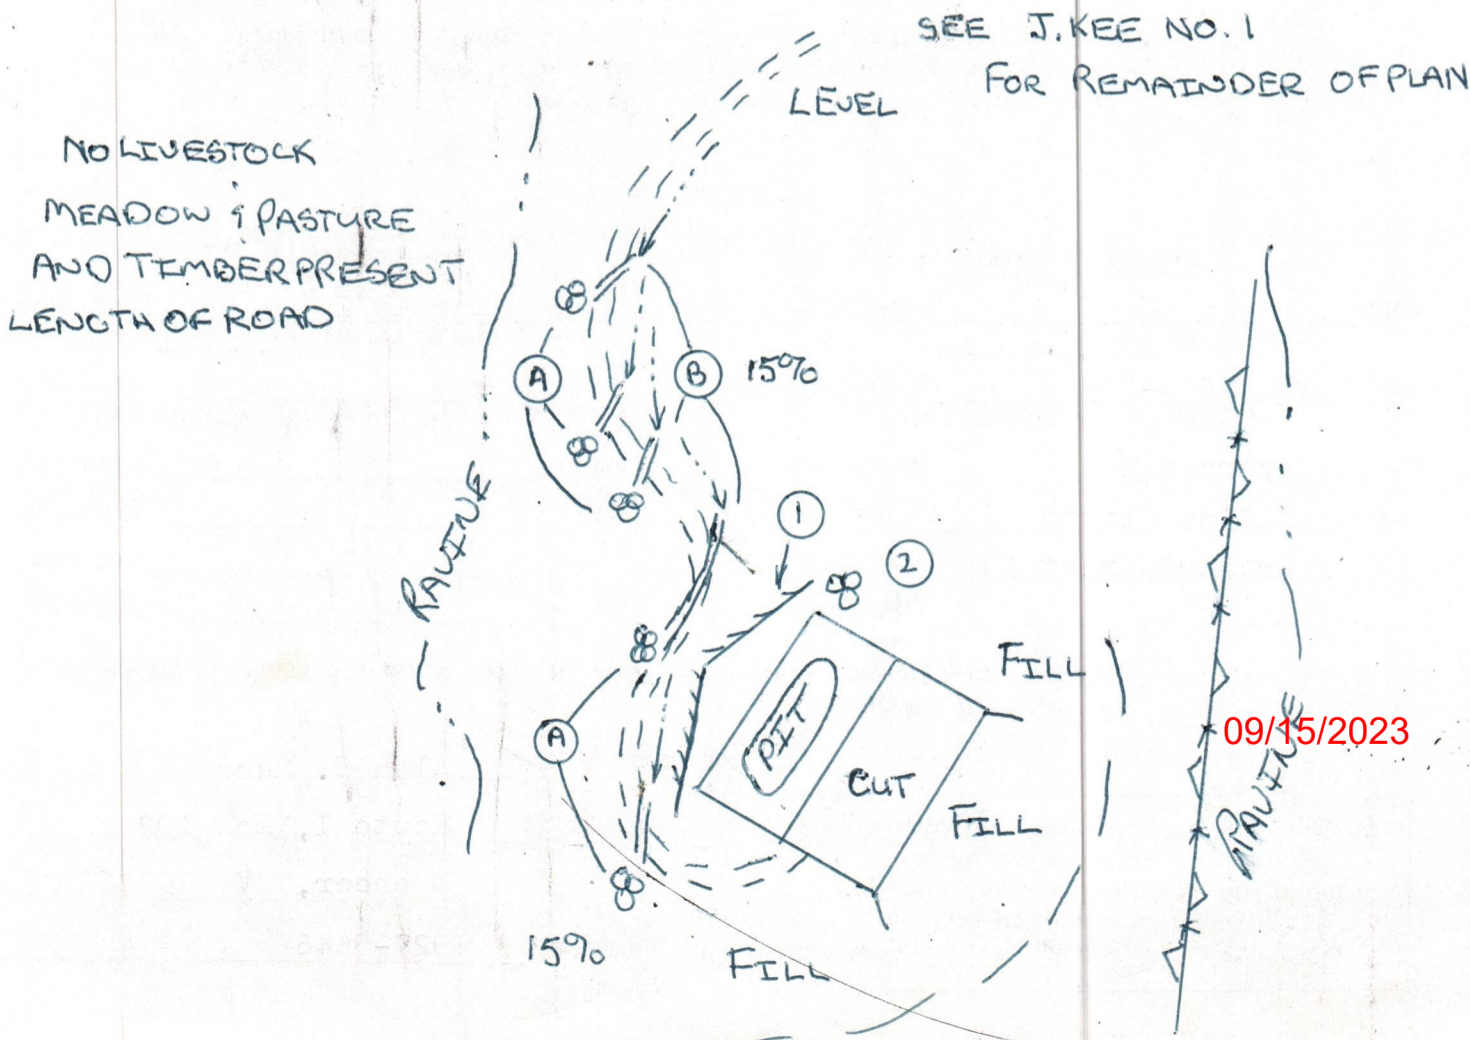 SEE J. KEE NO. 1
FOR REMAINDER OF PLAN
LEVEL
NO LIVESTOCK
MEADOW & PASTURE
AND TIMBER PRESENT
LENGTH OF ROAD
A
B 15%
RAVINE
1
2
FILL
PIT
CUT
09/15/2023
A
FILL
RAVINE
15%
FILL